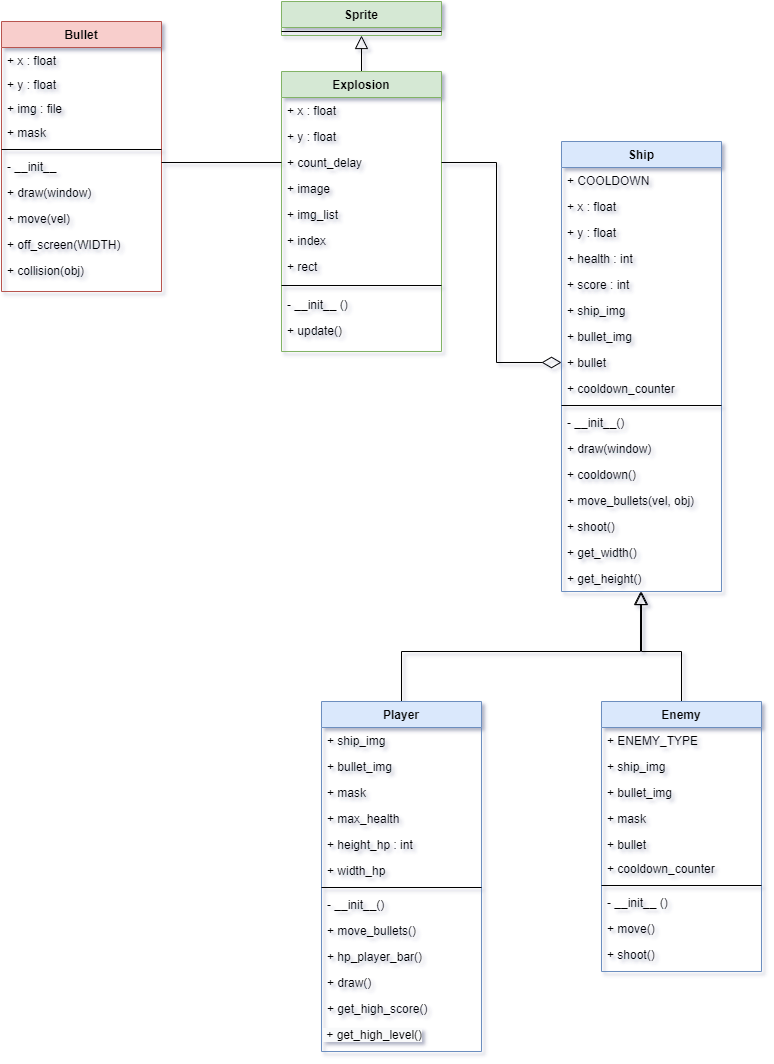 Sprite
Bullet
+ x : float
+ y : float
+ img : file
+ mask
- __init__
+ draw(window)
+ move(vel)
+ off_screen(WIDTH)
+ collision(obj)
Explosion
+ x : float
+ y : float
+ count_delay
+ image
+ img_list
+ index
+ rect
- __init__ ()
+ update()
Ship
+ COOLDOWN
+ x : float
+ y : float
+ health : int
+ score : int
+ ship_img
+ bullet_img
+ bullet
+ cooldown_counter
- __init__()
+ draw(window)
+ cooldown()
+ move_bullets(vel, obj)
+ shoot()
+ get_width()
+ get_height()
Player
+ ship_img
+ bullet_img
+ mask
+ max_health
+ height_hp : int
+ width_hp
- __init__()
+ move_bullets()
+ hp_player_bar()
+ draw()
+ get_high_score()
+ get_high_level()
Enemy
+ ENEMY_TYPE
+ ship_img
+ bullet_img
+ mask
+ bullet
+ cooldown_counter
- __init__ ()
+ move()
+ shoot()